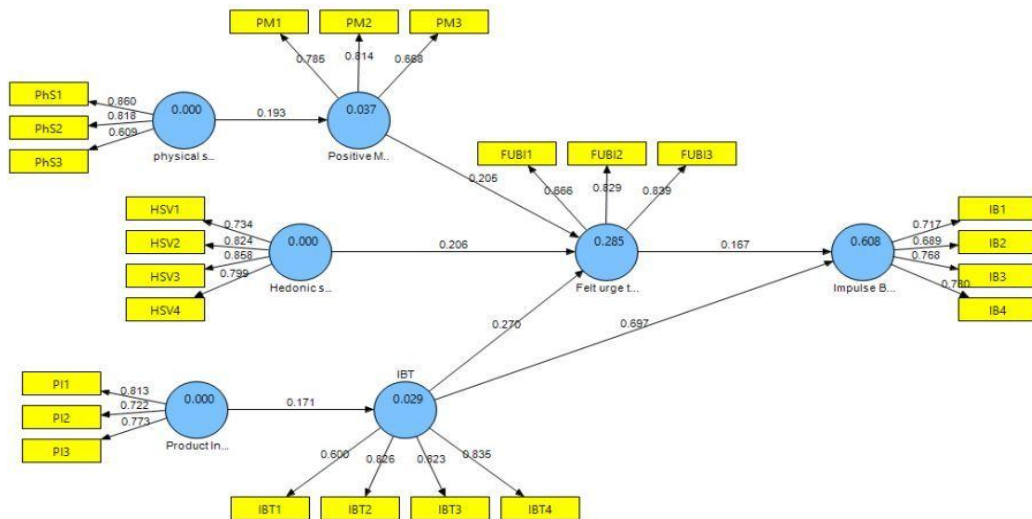 PM1
PM2
PM3
0.785
0.814
PhS1
PhS2
PhS3
0.860
0.818
0.609
0.000
physical s...
0.193
0.037
Positive M...
0.205
FUBI1
FUBI2
FUBI3
0.666
0.829
0.839
HSV1
HSV2
HSV3
HSV4
0.734
0.824
0.858
0.799
0.000
Hedonic s...
0.206
0.285
Felt urge t...
0.167
0.608
Impulse B...
IB1
IB2
IB3
IB4
0.717
0.689
0.768
0.270
0.697
PI1
PI2
PI3
0.813
0.722
0.773
0.000
Product In...
0.171
IBT
0.029
0.600
0.826
0.823
0.835
IBT1
IBT2
IBT3
IBT4